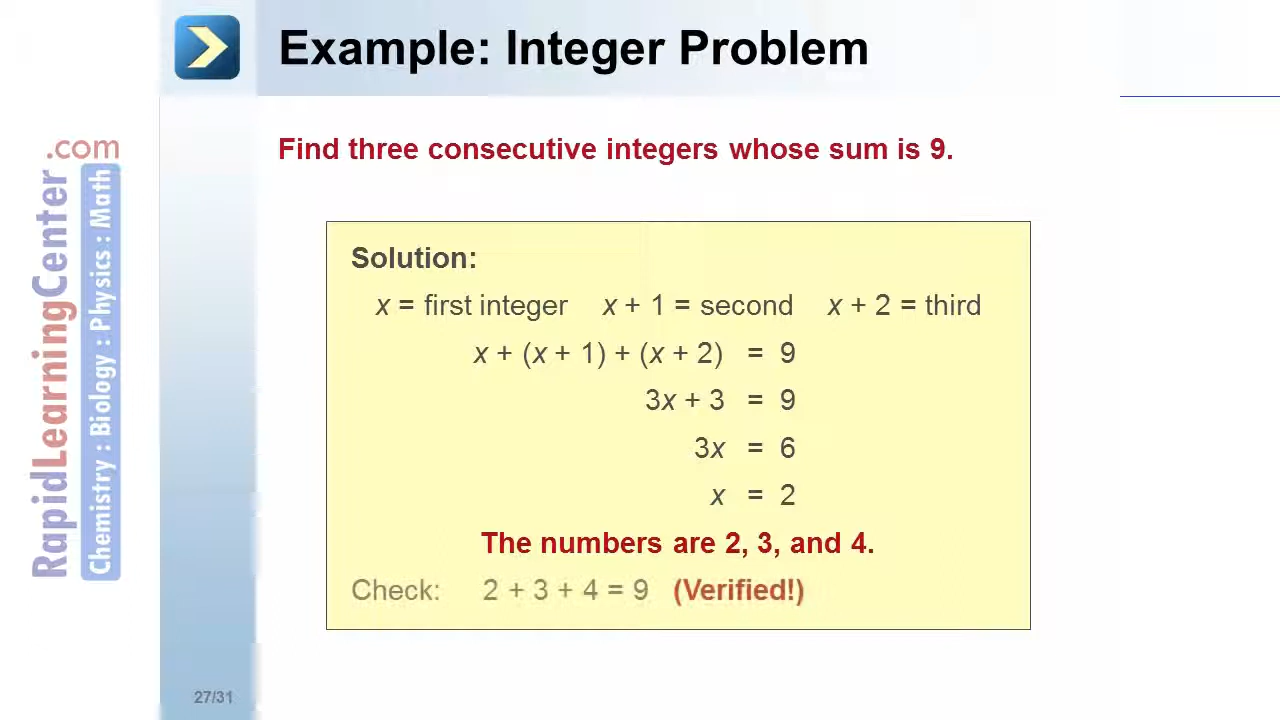 Example: Integer Problem
Find three consecutive integers whose sum is 9.
Solution:
x = first integer x + 1 = second x + 2 = third
x + (x + 1) + (x + 2) = 9
3x + 3 = 9
3x = 6
x = 2
The numbers are 2, 3, and 4.
Check: 2 + 3 + 4 = 9 (Verified!)
RapidLearningCenter.com
Chemistry : Biology : Physics : Math
27/31